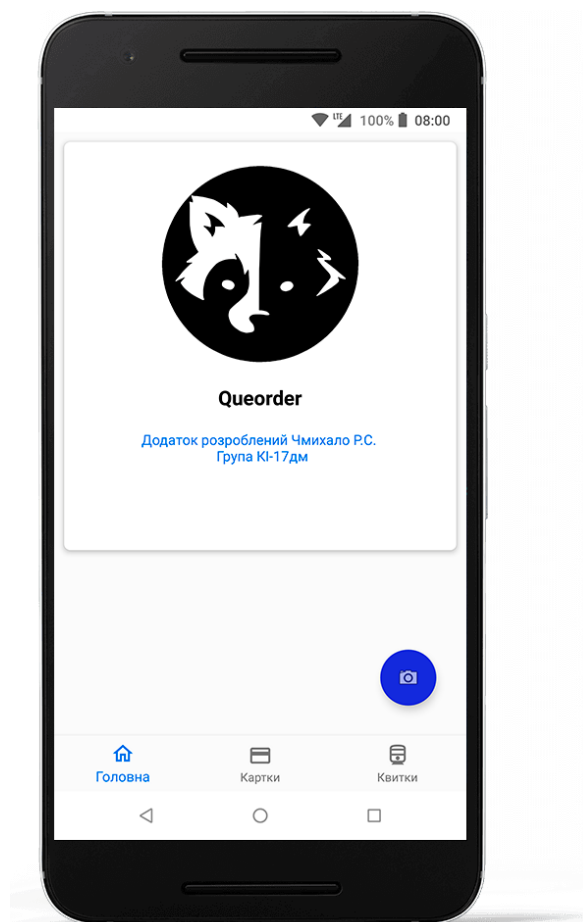 LTE 100% 08:00
Queorder
Додаток розроблений Чмихало Р.С.
Група КІ-17дм
Головна
Картки
Квитки